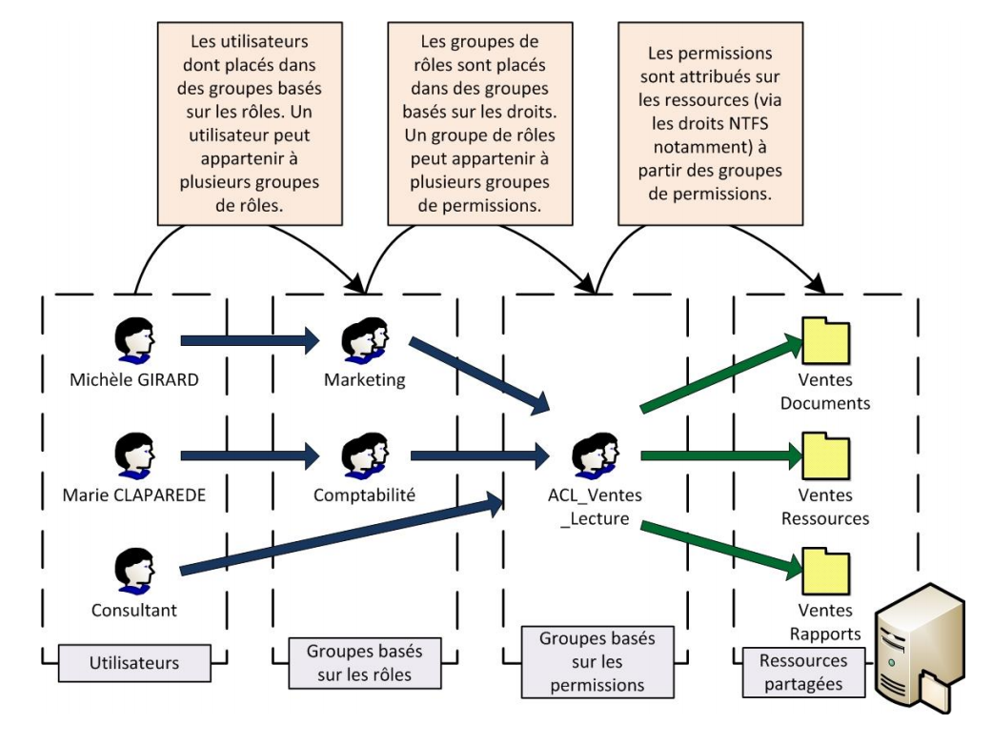 Les utilisateurs
dont placés dans
des groupes basés
sur les rôles. Un
utilisateur peut
appartenir à
plusieurs groupes
de rôles.
Les groupes de
rôles sont placés
dans des groupes
basés sur les droits.
Un groupe de rôles
peut appartenir à
plusieurs groupes
de permissions.
Les permissions
sont attribués sur
les ressources (via
les droits NTFS
notamment) à
partir des groupes
de permissions.
Michèle GIRARD
Marketing
Ventes
Documents
Marie CLAPAREDE
Comptabilité
ACL_Ventes
_Lecture
Ventes
Ressources
Consultant
Ventes
Rapports
Utilisateurs
Groupes basés
sur les rôles
Groupes basés
sur les
permissions
Ressources
partagées